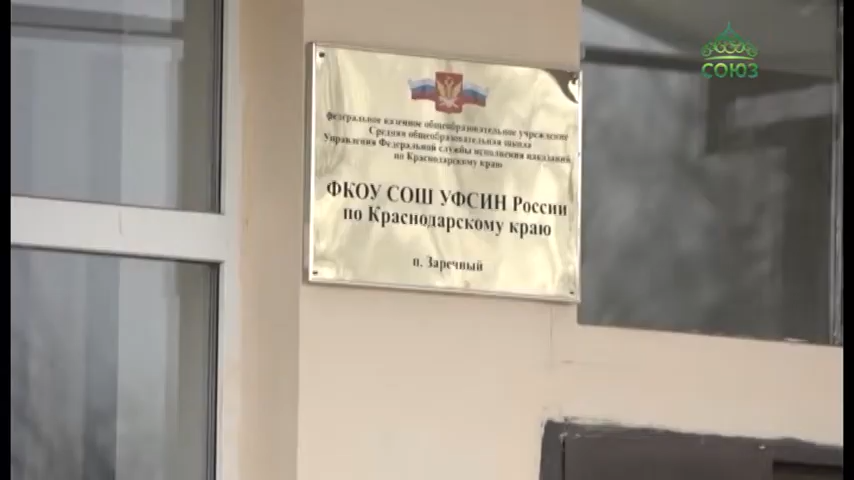 СОЮЗ
федеральное казенное общеобразовательное учреждение
Средняя общеобразовательная школа
Управления Федеральной службы исполнения наказаний
по Краснодарскому краю
ФКОУ СОШ УФСИН России
по Краснодарскому краю
п. Заречный